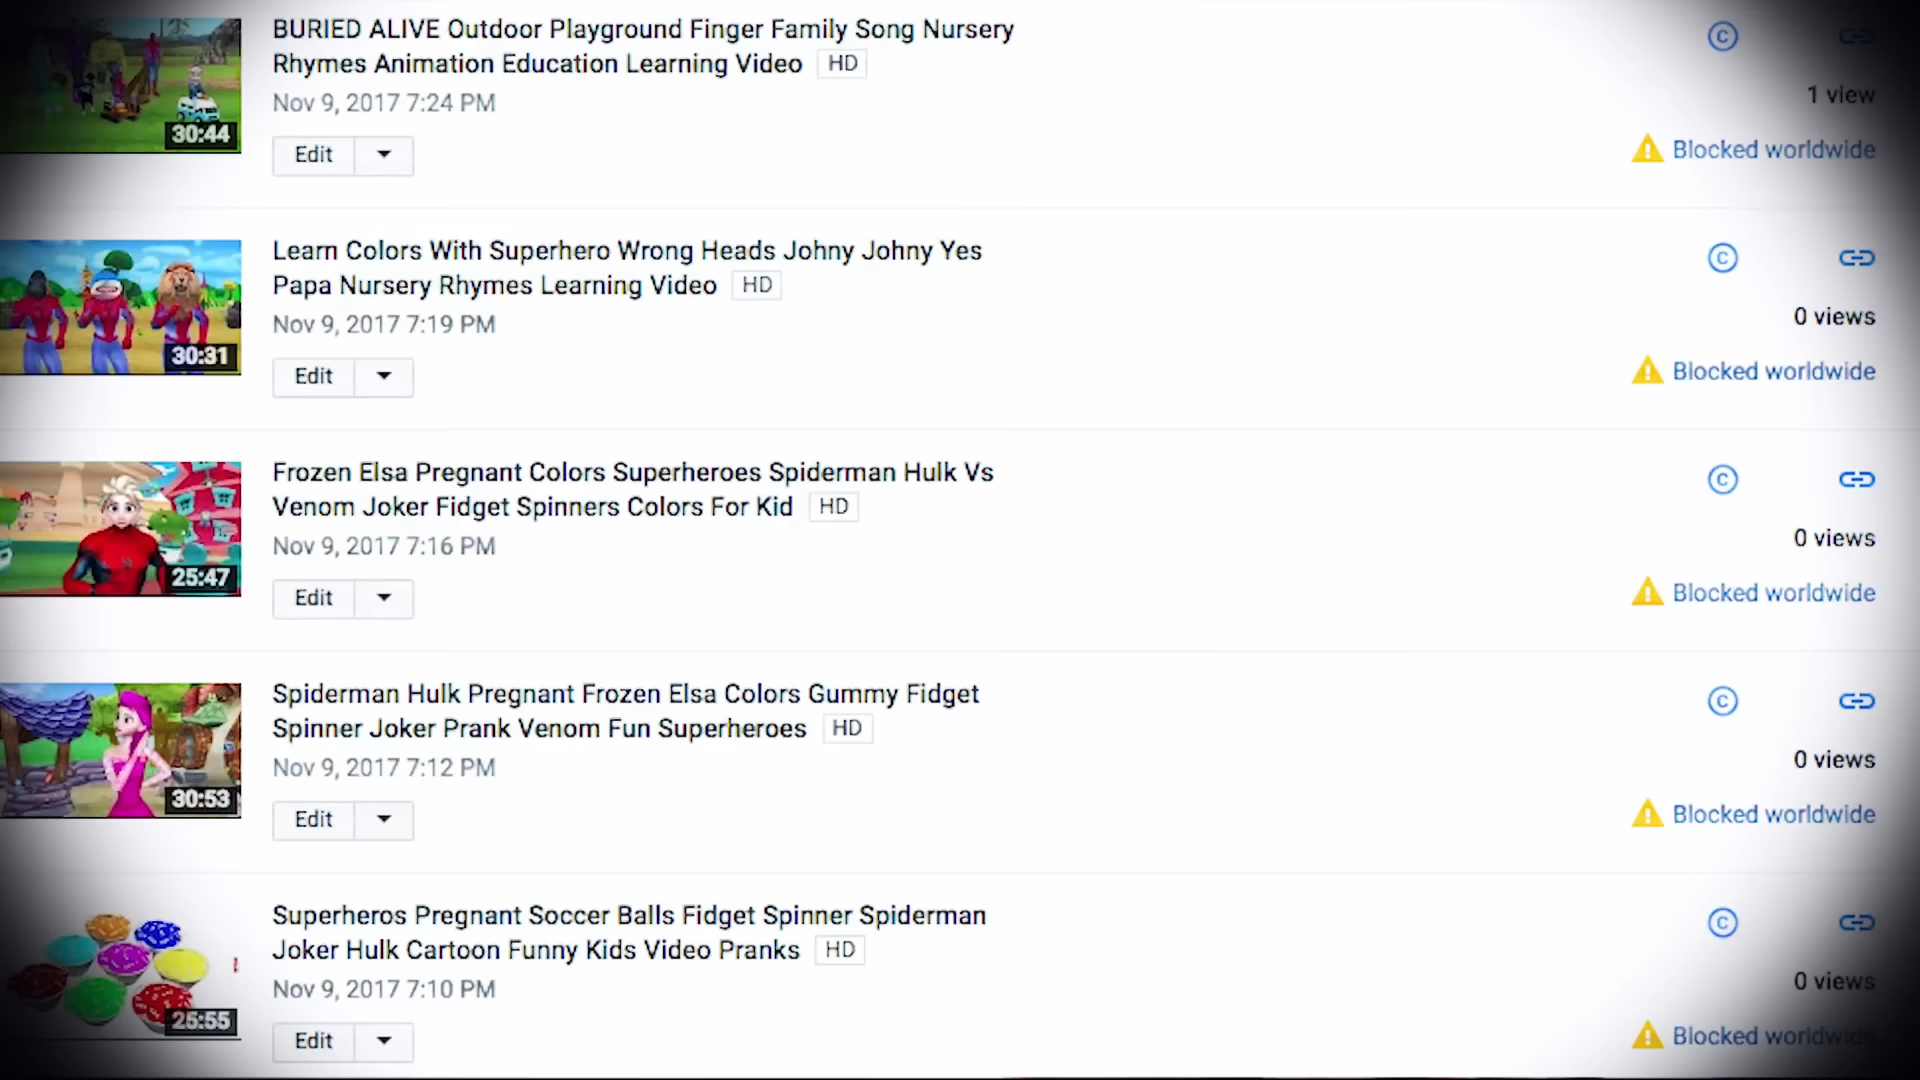 BURIED ALIVE Outdoor Playground Finger Family Song Nursery
Rhymes Animation Education Learning Video HD
Nov 9, 2017 7:24 PM
Edit
30:44
1 view
Blocked worldwide
Learn Colors With Superhero Wrong Heads Johny Johny Yes
Papa Nursery Rhymes Learning Video HD
Nov 9, 2017 7:19 PM
Edit
30:31
0 views
Blocked worldwide
Frozen Elsa Pregnant Colors Superheroes Spiderman Hulk Vs
Venom Joker Fidget Spinners Colors For Kid HD
Nov 9, 2017 7:16 PM
Edit
25:47
0 views
Blocked worldwide
Spiderman Hulk Pregnant Frozen Elsa Colors Gummy Fidget
Spinner Joker Prank Venom Fun Superheroes HD
Nov 9, 2017 7:12 PM
Edit
30:53
0 views
Blocked worldwide
Superheros Pregnant Soccer Balls Fidget Spinner Spiderman
Joker Hulk Cartoon Funny Kids Video Pranks HD
Nov 9, 2017 7:10 PM
Edit
25:55
0 views
Blocked worldwide